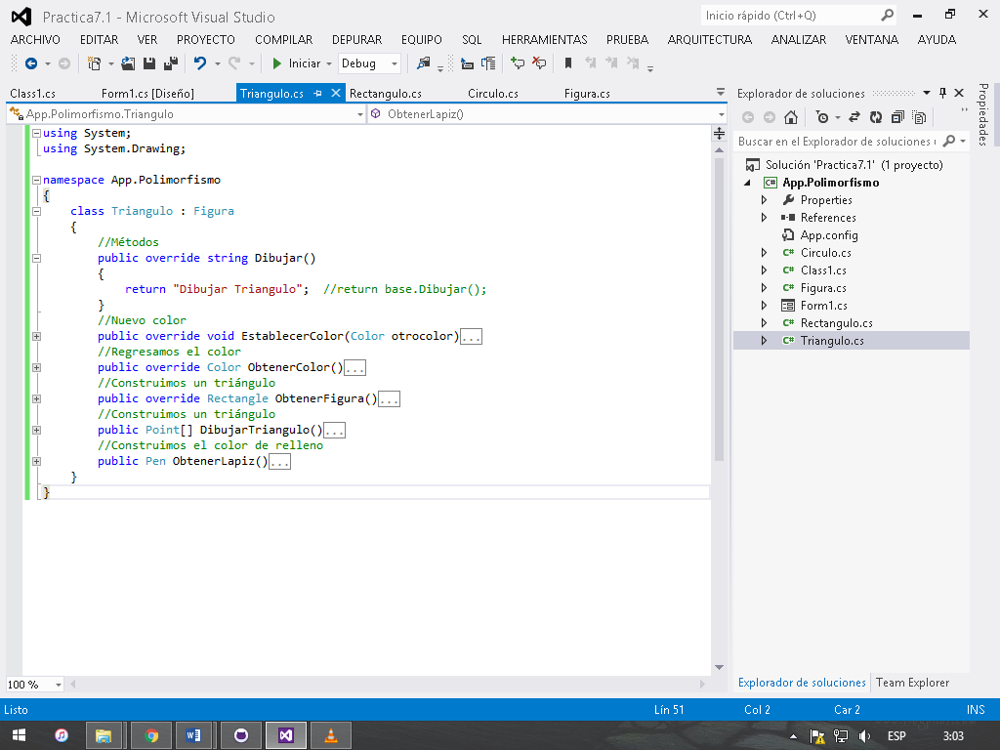 Practica7.1 - Microsoft Visual Studio
Inicio rápido (Ctrl+Q)
ARCHIVO EDITAR VER PROYECTO COMPILAR DEPURAR EQUIPO SQL HERRAMIENTAS PRUEBA ARQUITECTURA ANALIZAR VENTANA AYUDA
Iniciar Debug
Class1.cs Form1.cs [Diseño] Triangulo.cs Rectangulo.cs Circulo.cs Figura.cs
App.Polimorfismo.Triangulo ObtenerLapiz()
using System;
using System.Drawing;
namespace App.Polimorfismo
{
class Triangulo : Figura
{
//Métodos
public override string Dibujar()
{
return "Dibujar Triangulo"; //return base.Dibujar();
}
//Nuevo color
public override void EstablecerColor(Color otrocolor)...
//Regresamos el color
public override Color ObtenerColor()...
//Construimos un triángulo
public override Rectangle ObtenerFigura()...
//Construimos un triángulo
public Point[] DibujarTriangulo()...
//Construimos el color de relleno
public Pen ObtenerLapiz()...
}
}
100 %
Explorador de soluciones
Buscar en el Explorador de soluciones (
Solución 'Practica7.1' (1 proyecto)
App.Polimorfismo
Properties
References
App.config
Circulo.cs
Class1.cs
Figura.cs
Form1.cs
Rectangulo.cs
Triangulo.cs
Explorador de soluciones Team Explorer
Propiedades
Listo Lín 51 Col 2 Car 2 INS
ESP 3:03